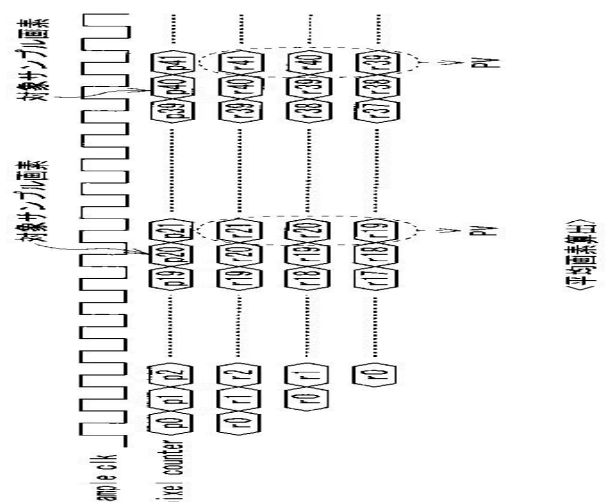 対象サンプル画素 対象サンプル画素
ample clk
ixel counter p0 p1 p2 p19 p20 p21 p39 p40 p41
r0 r1 r2 r19 r20 r21 r39 r40 r41
r0 r1 r18 r19 r20 r38 r39 r40
r0 r17 r18 r19 r37 r38 r39
PV PV
<平均画素算出>